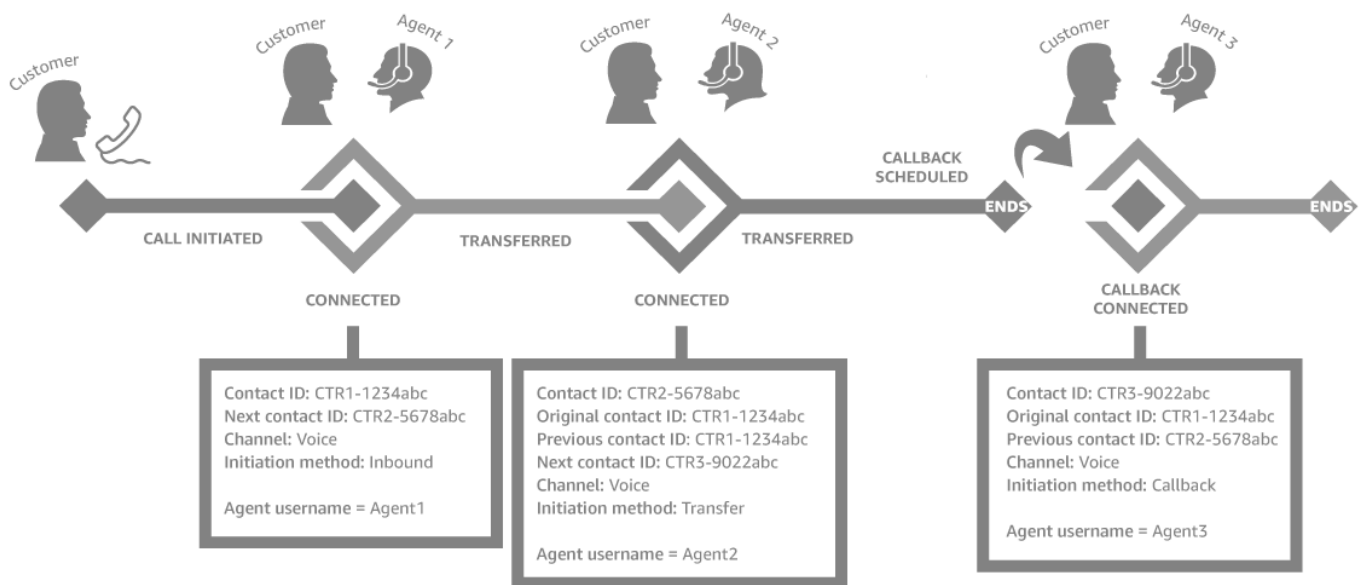 Customer
Customer
Agent 1
Customer
Agent 2
Customer
Agent 3
CALL INITIATED
TRANSFERRED
TRANSFERRED
CALLBACK
SCHEDULED
ENDS
ENDS
CONNECTED
CONNECTED
CALLBACK
CONNECTED
Contact ID: CTR1-1234abc
Next contact ID: CTR2-5678abc
Channel: Voice
Initiation method: Inbound
Agent username = Agent1
Contact ID: CTR2-5678abc
Original contact ID: CTR1-1234abc
Previous contact ID: CTR1-1234abc
Next contact ID: CTR3-9022abc
Channel: Voice
Initiation method: Transfer
Agent username = Agent2
Contact ID: CTR3-9022abc
Original contact ID: CTR1-1234abc
Previous contact ID: CTR2-5678abc
Channel: Voice
Initiation method: Callback
Agent username = Agent3